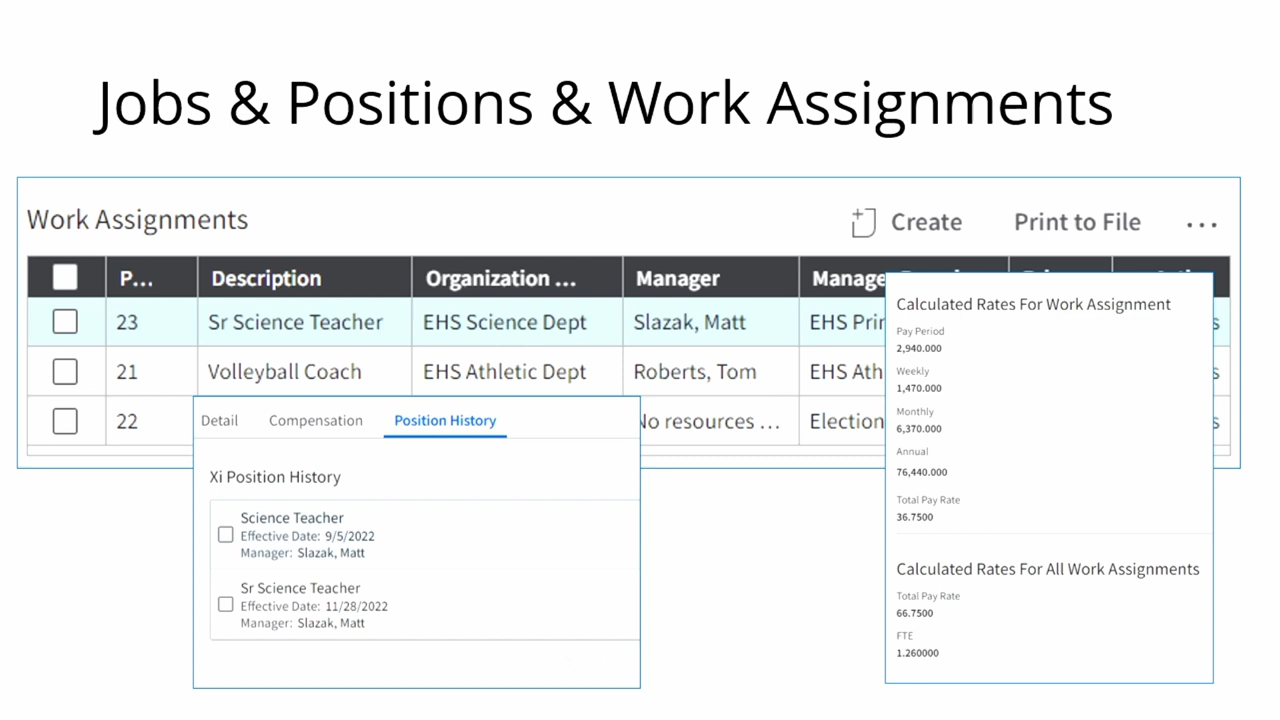 Jobs & Positions & Work Assignments
Work Assignments
Create
Print to File
...
P... Description Organization ... Manager
23 Sr Science Teacher EHS Science Dept Slazak, Matt
21 Volleyball Coach EHS Athletic Dept Roberts, Tom
22 No resources ... Election
Detail Compensation Position History
Xi Position History
Science Teacher
Effective Date: 9/5/2022
Manager: Slazak, Matt
Sr Science Teacher
Effective Date: 11/28/2022
Manager: Slazak, Matt
Calculated Rates For Work Assignment
Pay Period
2,940.000
Weekly
1,470.000
Monthly
6,370.000
Annual
76,440.000
Total Pay Rate
36.7500
Calculated Rates For All Work Assignments
Total Pay Rate
66.7500
FTE
1.260000